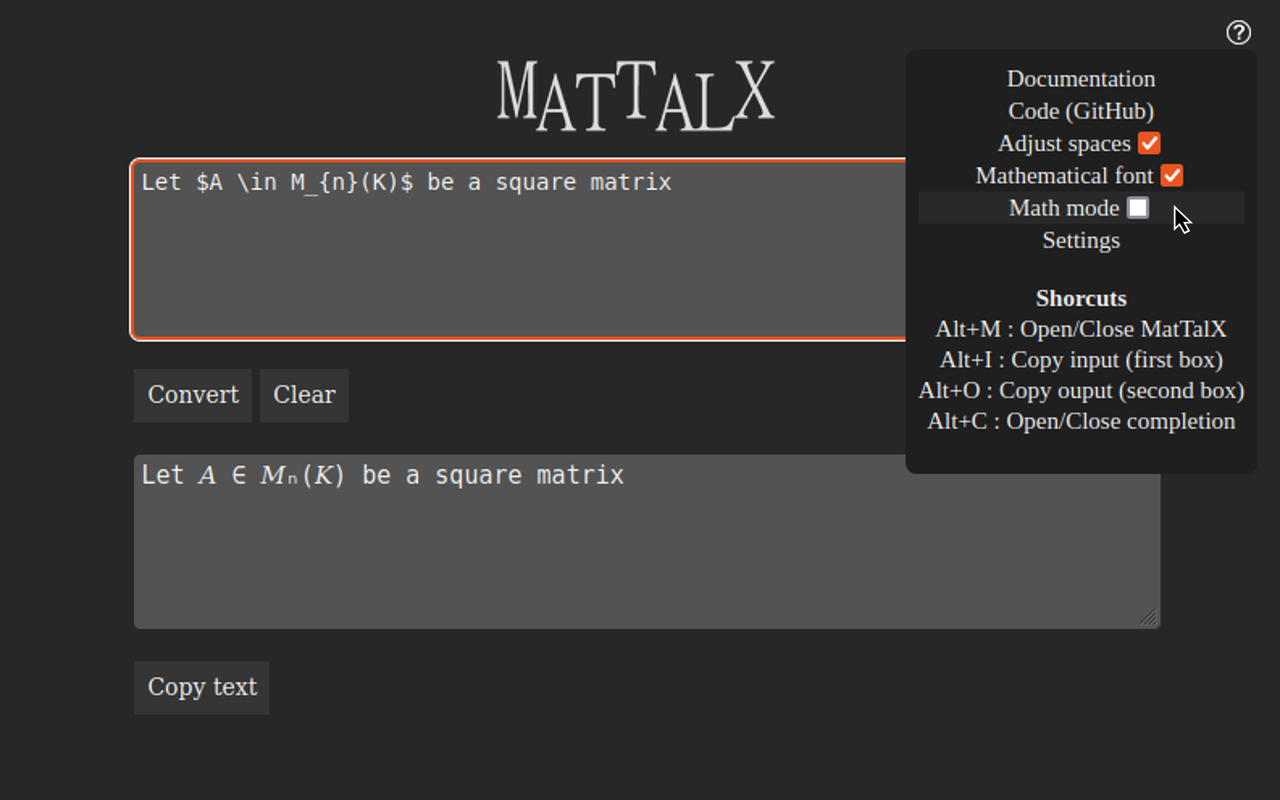 MATTALX
Let $A \in M_{n}(K)$ be a square matrix
Convert
Clear
Let 𝐴 ∈ 𝑀ₙ(𝐾) be a square matrix
Copy text
?
Documentation
Code (GitHub)
Adjust spaces
Mathematical font
Math mode
Settings
Shorcuts
Alt+M : Open/Close MatTalX
Alt+I : Copy input (first box)
Alt+O : Copy ouput (second box)
Alt+C : Open/Close completion